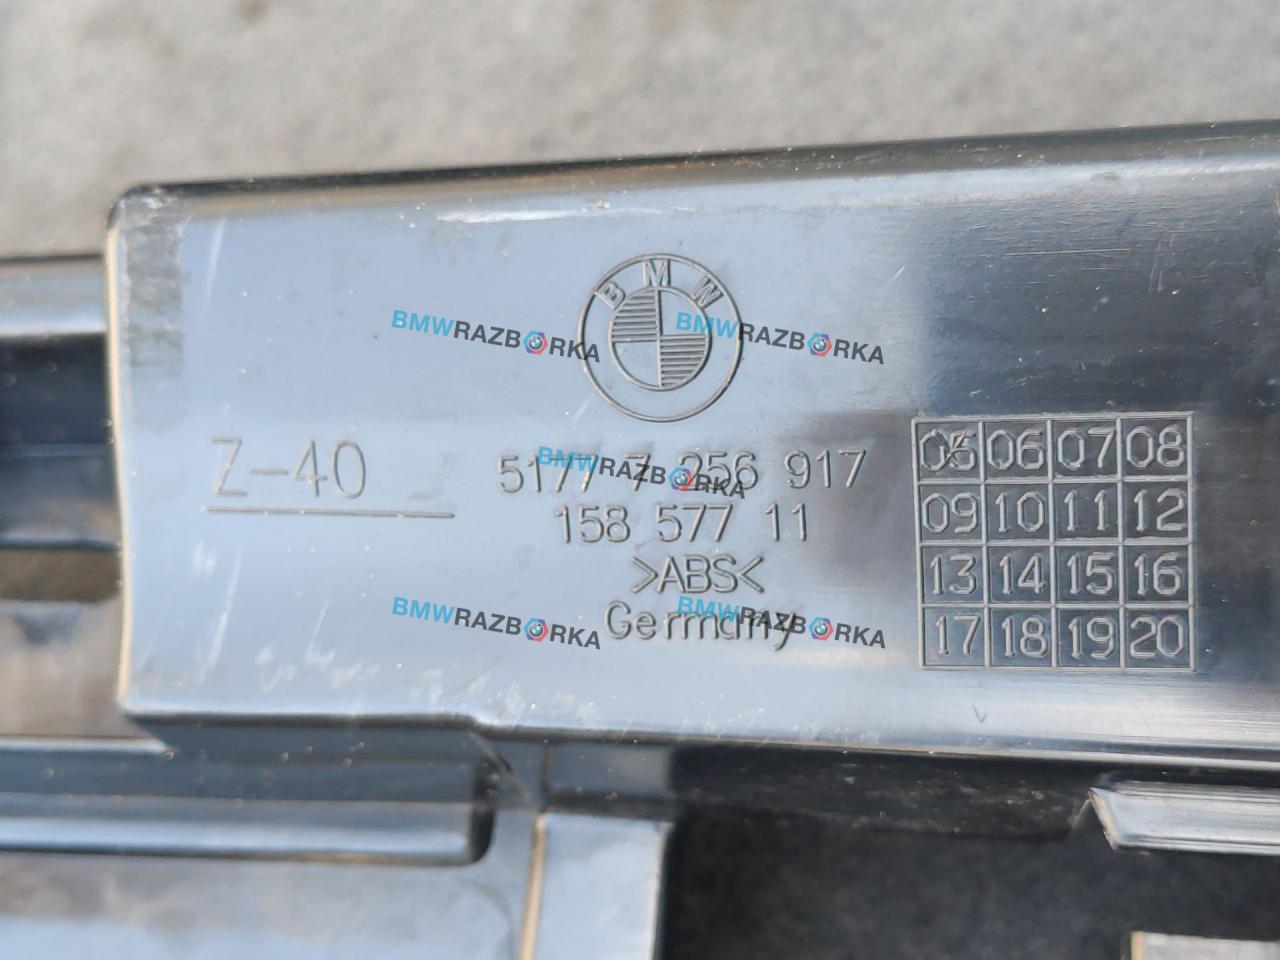 BMW
BMWRAZBORKA
BMWRAZBORKA
Z-40
5177 7 256 917
BMWRAZBORKA
158 577 11
>ABS<
Germany
BMWRAZBORKA
BMWRAZBORKA
05 06 07 08
09 10 11 12
13 14 15 16
17 18 19 20